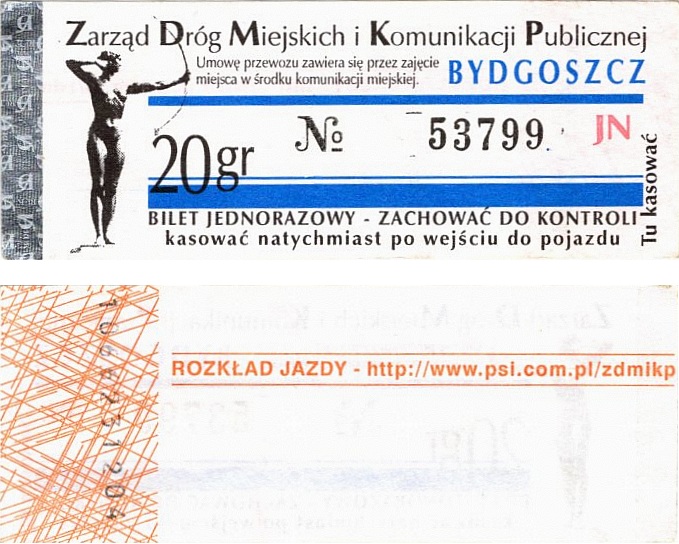 Zarząd Dróg Miejskich i Komunikacji Publicznej
Umowę przewozu zawiera się przez zajęcie
miejsca w środku komunikacji miejskiej.
BYDGOSZCZ
20gr
№ 53799
JN
Tu kasować
BILET JEDNORAZOWY - ZACHOWAĆ DO KONTROLI
kasować natychmiast po wejściu do pojazdu
ROZKŁAD JAZDY - http://www.psi.com.pl/zdmikp